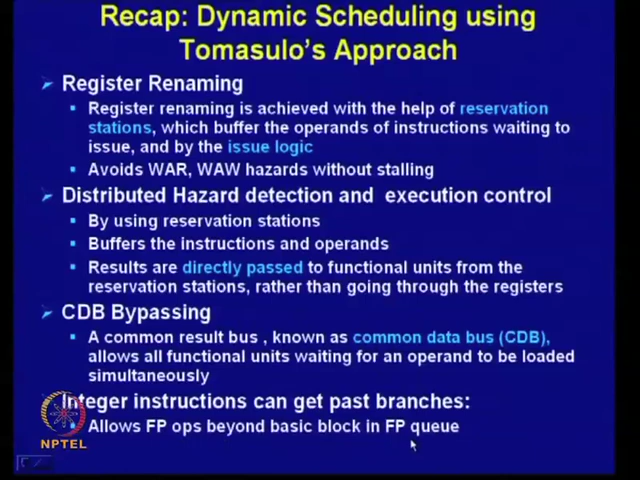 Recap: Dynamic Scheduling using
Tomasulo's Approach
Register Renaming
Register renaming is achieved with the help of reservation
stations, which buffer the operands of instructions waiting to
issue, and by the issue logic
Avoids WAR, WAW hazards without stalling
Distributed Hazard detection and execution control
By using reservation stations
Buffers the instructions and operands
Results are directly passed to functional units from the
reservation stations, rather than going through the registers
CDB Bypassing
A common result bus , known as common data bus (CDB),
allows all functional units waiting for an operand to be loaded
simultaneously
Integer instructions can get past branches:
Allows FP ops beyond basic block in FP queue
NPTEL